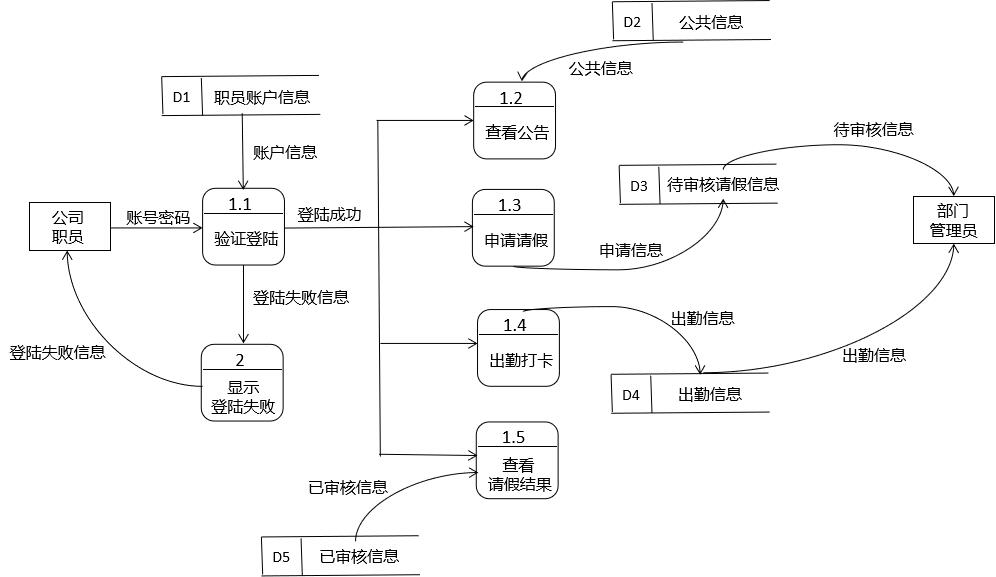 D2 公共信息
公共信息
D1 职员账户信息
1.2
查看公告
待审核信息
账户信息
D3 待审核请假信息
1.1
验证登陆
1.3
申请请假
公司
职员
账号密码
登陆成功
部门
管理员
申请信息
登陆失败信息
1.4
出勤打卡
出勤信息
登陆失败信息
2
显示
登陆失败
出勤信息
D4 出勤信息
1.5
查看
请假结果
已审核信息
D5 已审核信息